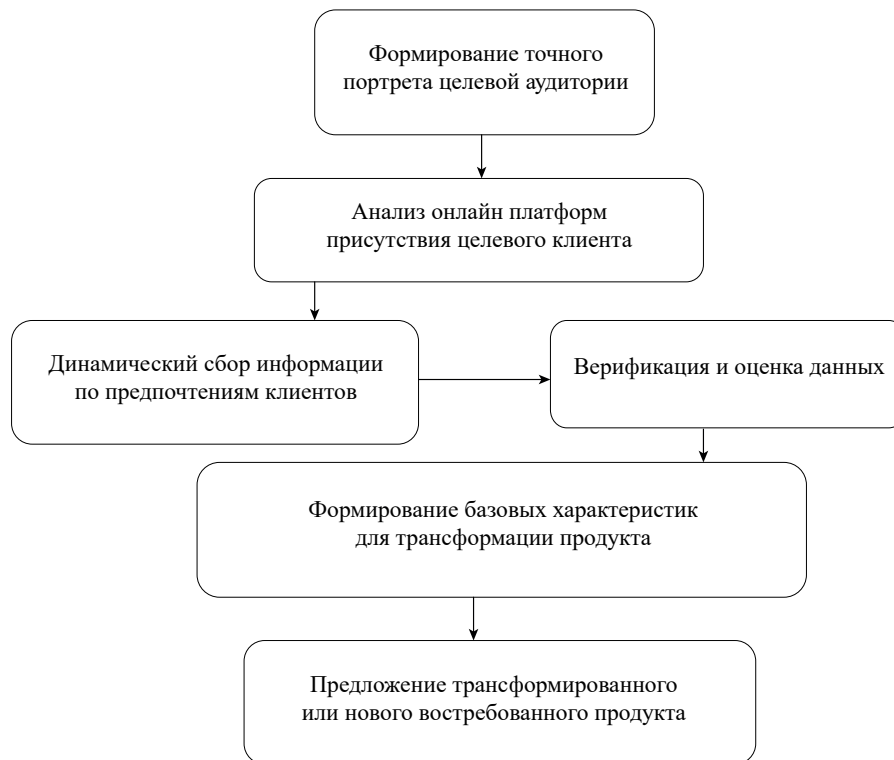 Формирование точного
портрета целевой аудитории
Анализ онлайн платформ
присутствия целевого клиента
Динамический сбор информации
по предпочтениям клиентов
Верификация и оценка данных
Формирование базовых характеристик
для трансформации продукта
Предложение трансформированного
или нового востребованного продукта